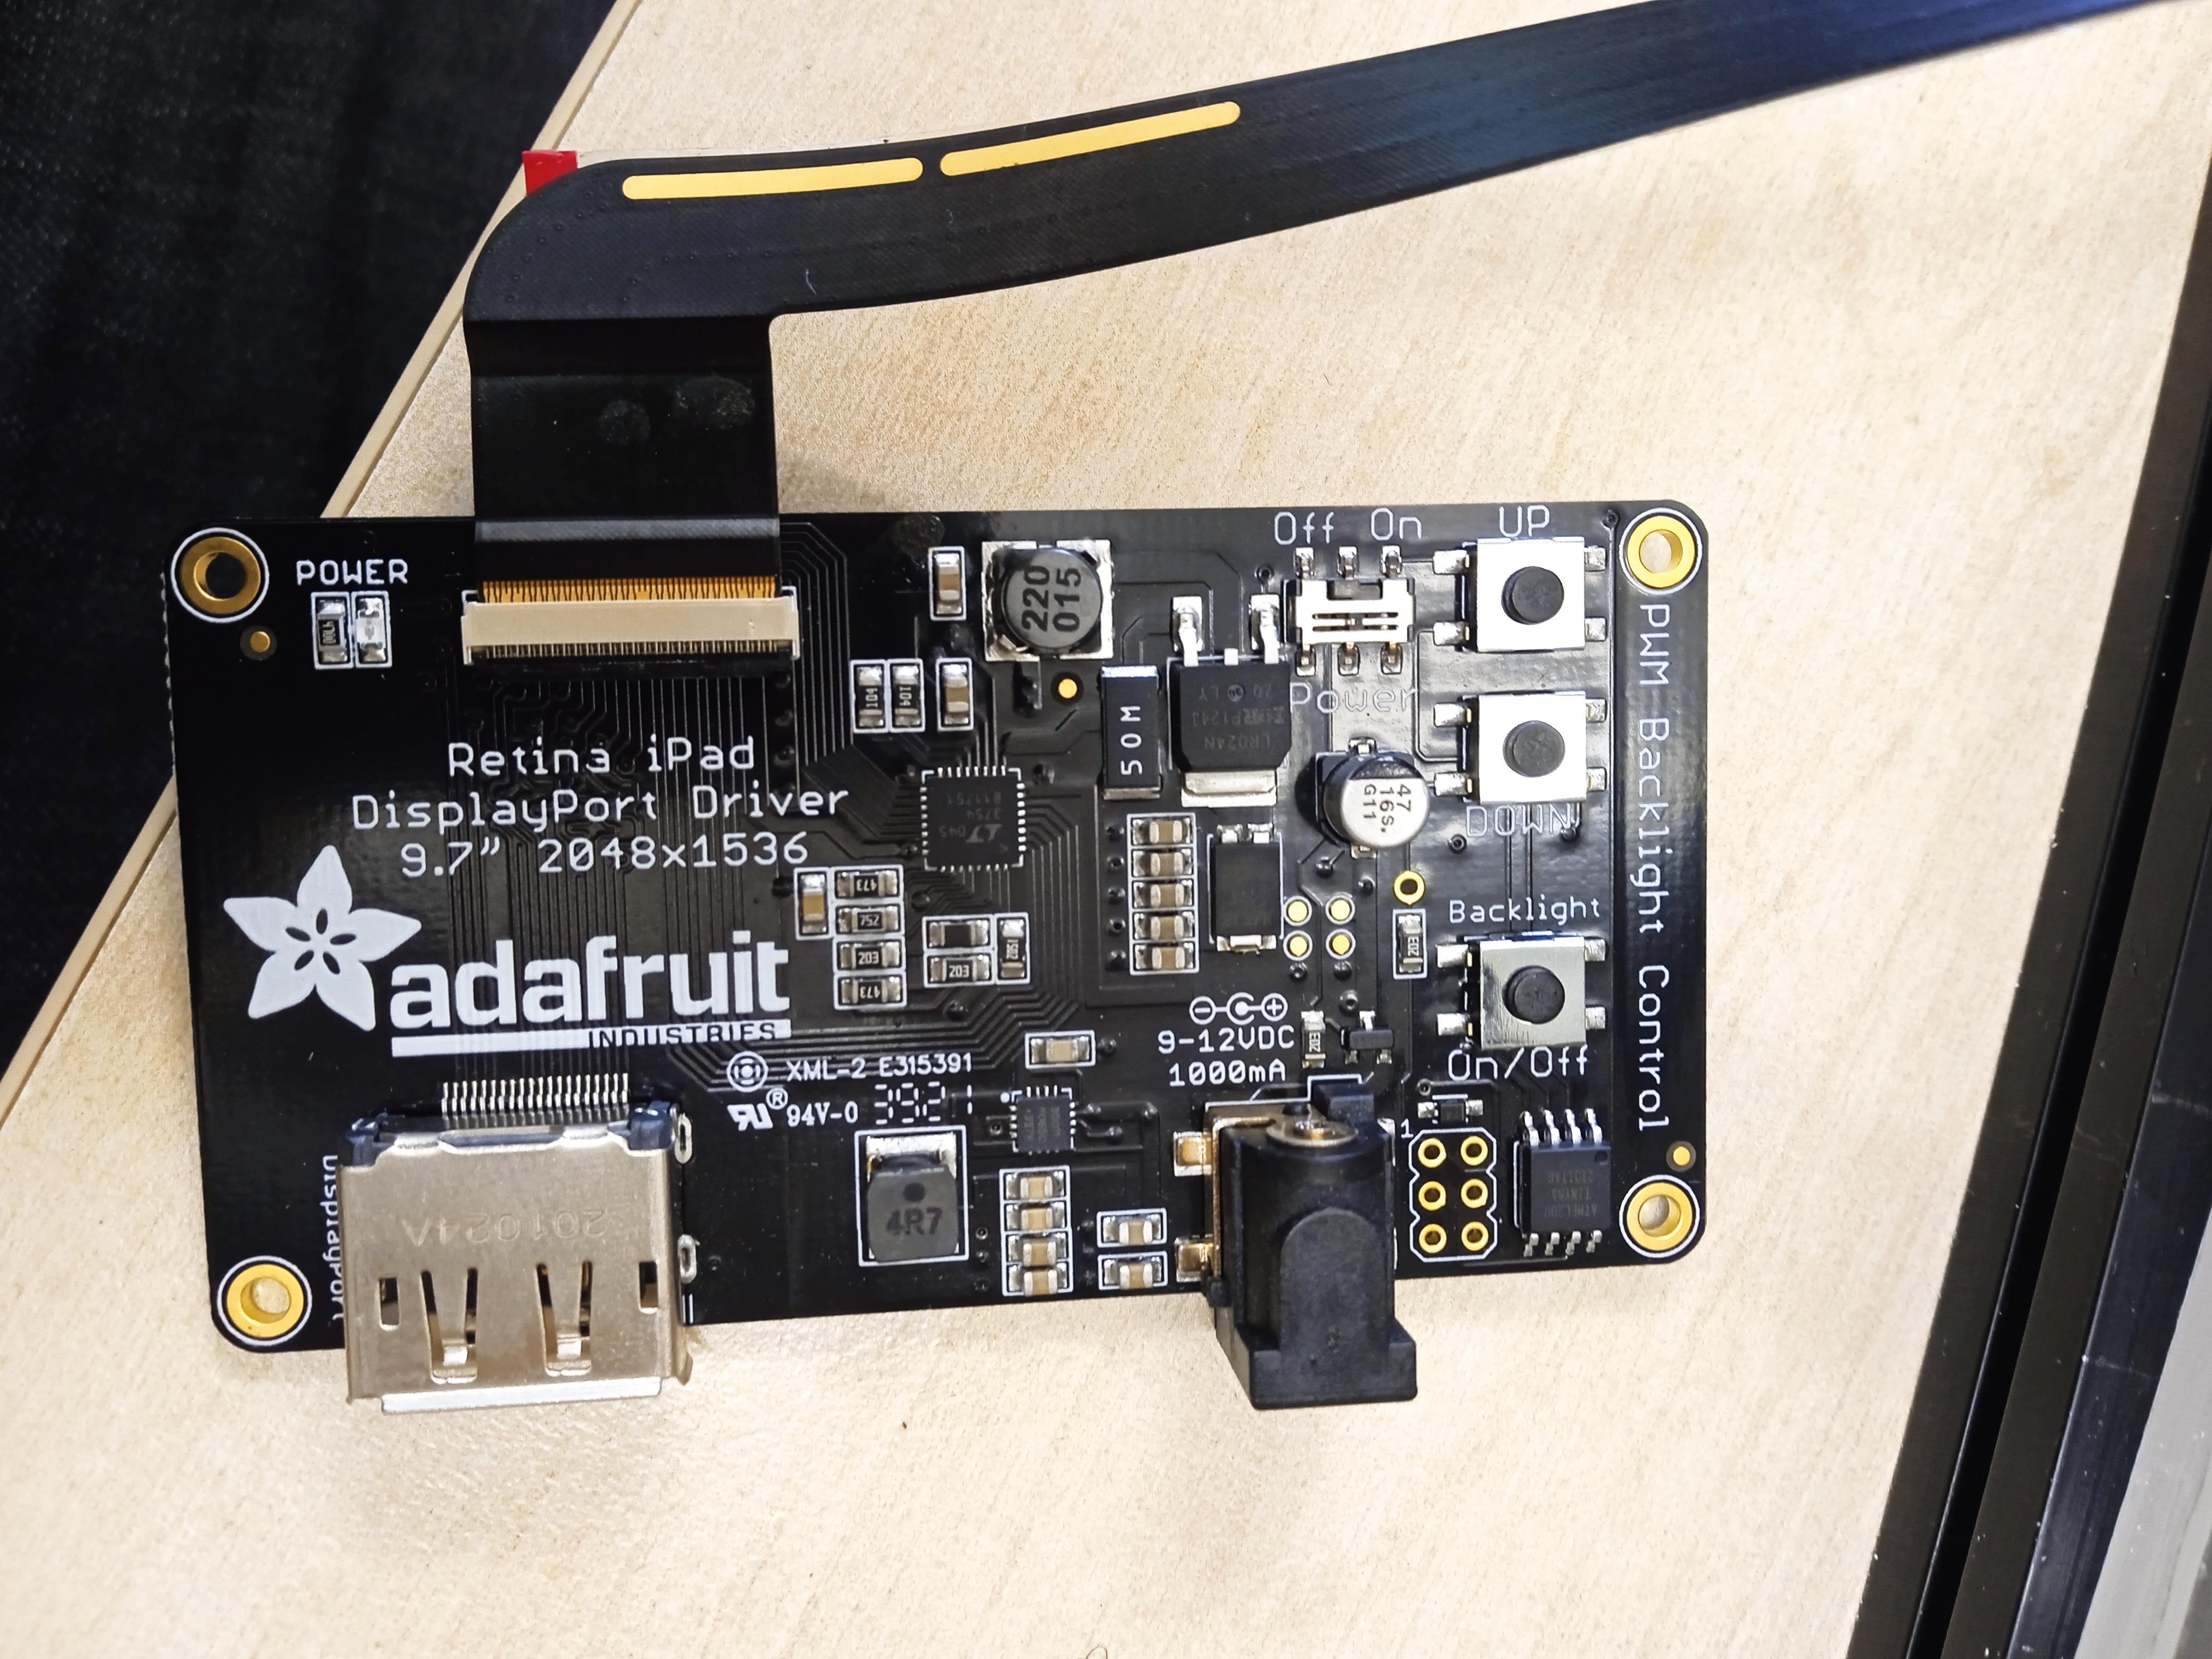 Off On
UP
POWER
220
015
Power
50M
104
104
Retina iPad
DisplayPort Driver
9.7" 2048x1536
DOWN
47
16s.
G11
LR024N
PWM Backlight Control
473
203
203
473
Backlight
adafruit
INDUSTRIES
9-12VDC
1000mA
On/Off
XML-2 E315391
94V-0
1
4R7
DisplayPort
201024A